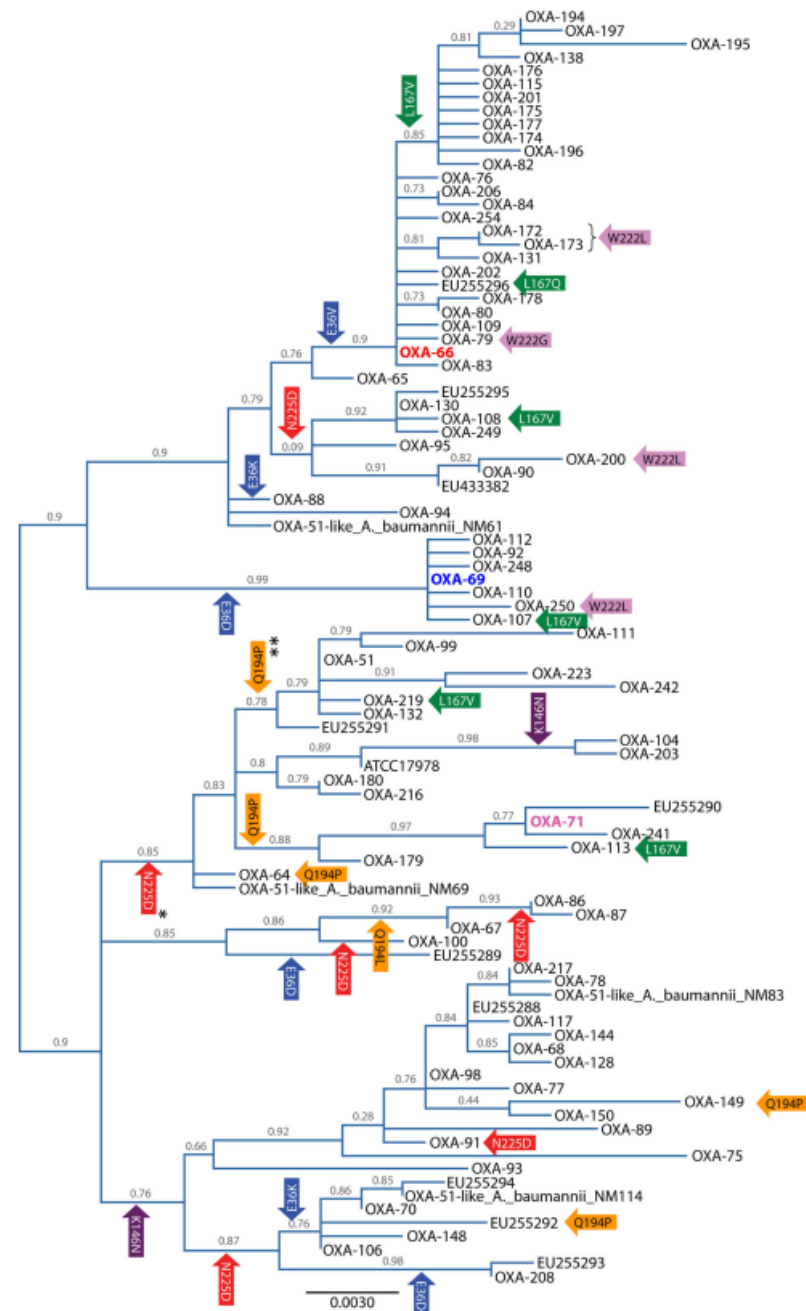 OXA-194
0.29
OXA-197
0.81
OXA-195
OXA-138
OXA-176
L167V
OXA-115
OXA-201
OXA-175
OXA-177
0.85
OXA-174
OXA-196
OXA-82
OXA-76
0.73
OXA-206
OXA-84
OXA-254
OXA-172
W222L
0.81
OXA-173
OXA-131
OXA-202
EU255296
L167Q
0.73
OXA-178
OXA-80
E36V
OXA-109
OXA-79
W222G
0.9
OXA-66
0.76
OXA-83
OXA-65
EU255295
0.79
N225D
OXA-130
0.92
OXA-108
L167V
OXA-249
0.09
OXA-95
0.82
OXA-200
W222L
0.9
0.91
OXA-90
E36K
EU433382
OXA-88
OXA-94
0.9
OXA-51-like_A._baumannii_NM61
OXA-112
OXA-92
OXA-248
0.99
OXA-69
OXA-110
E36D
OXA-250
W222L
OXA-107
L167V
0.79
OXA-111
**
Q194P
OXA-99
OXA-51
0.79
0.91
OXA-223
OXA-242
0.78
OXA-219
L167V
K146N
OXA-132
EU255291
0.98
OXA-104
0.89
OXA-203
0.8
ATCC17978
0.83
0.79
OXA-180
OXA-216
Q194P
EU255290
0.77
OXA-71
0.97
OXA-241
0.88
OXA-113
L167V
0.85
OXA-179
OXA-64
Q194P
OXA-51-like_A._baumannii_NM69
N225D
*
0.93
OXA-86
0.92
OXA-87
0.86
OXA-67
N225D
0.85
OXA-100
Q194L
N225D
EU255289
E36D
OXA-217
0.84
OXA-78
OXA-51-like_A._baumannii_NM83
EU255288
0.84
OXA-117
OXA-144
0.85
OXA-68
0.9
OXA-128
0.76
OXA-98
OXA-77
0.44
OXA-149
Q194P
OXA-150
0.28
OXA-89
0.92
OXA-91
N225D
0.66
OXA-75
OXA-93
0.76
E36K
0.85
EU255294
0.86
OXA-51-like_A._baumannii_NM114
OXA-70
K146N
0.76
EU255292
Q194P
0.87
OXA-148
OXA-106
N225D
0.98
EU255293
OXA-208
E36D
0.0030